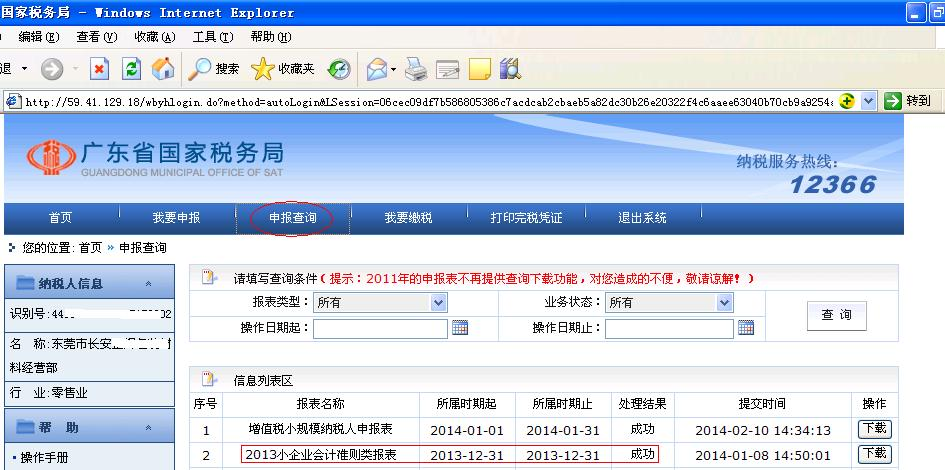 国家税务局 - Windows Internet Explorer
编辑(E) 查看(V) 收藏(A) 工具(T) 帮助(H)
退 搜索 收藏夹
http://59.41.129.18/wbyhlogin.do?method=autoLogin&LSession=06cec09df7b586805386c7acdcab2cbaeb5a82dc30b26e20322f4c6aaee63040b70cb9a9254a 转到
广东省国家税务局
GUANGDONG MUNICIPAL OFFICE OF SAT
纳税服务热线:
12366
首页 我要申报 申报查询 我要缴税 打印完税凭证 退出系统
您的位置: 首页 » 申报查询
纳税人信息
识别号:44
名 称:东莞市长安
料经营部
行 业:零售业
帮 助
操作手册
请填写查询条件(提示:2011年的申报表不再提供查询下载功能,对您造成的不便,敬请谅解!)
报表类型: 所有 业务状态: 所有
操作日期起: 操作日期止:
查 询
信息列表区
序号 报表名称 所属时期起 所属时期止 处理结果 提交时间 操作
1 增值税小规模纳税人申报表 2014-01-01 2014-01-31 成功 2014-02-10 14:34:13 下载
2 2013小企业会计准则类报表 2013-12-31 2013-12-31 成功 2014-01-08 14:50:01 下载